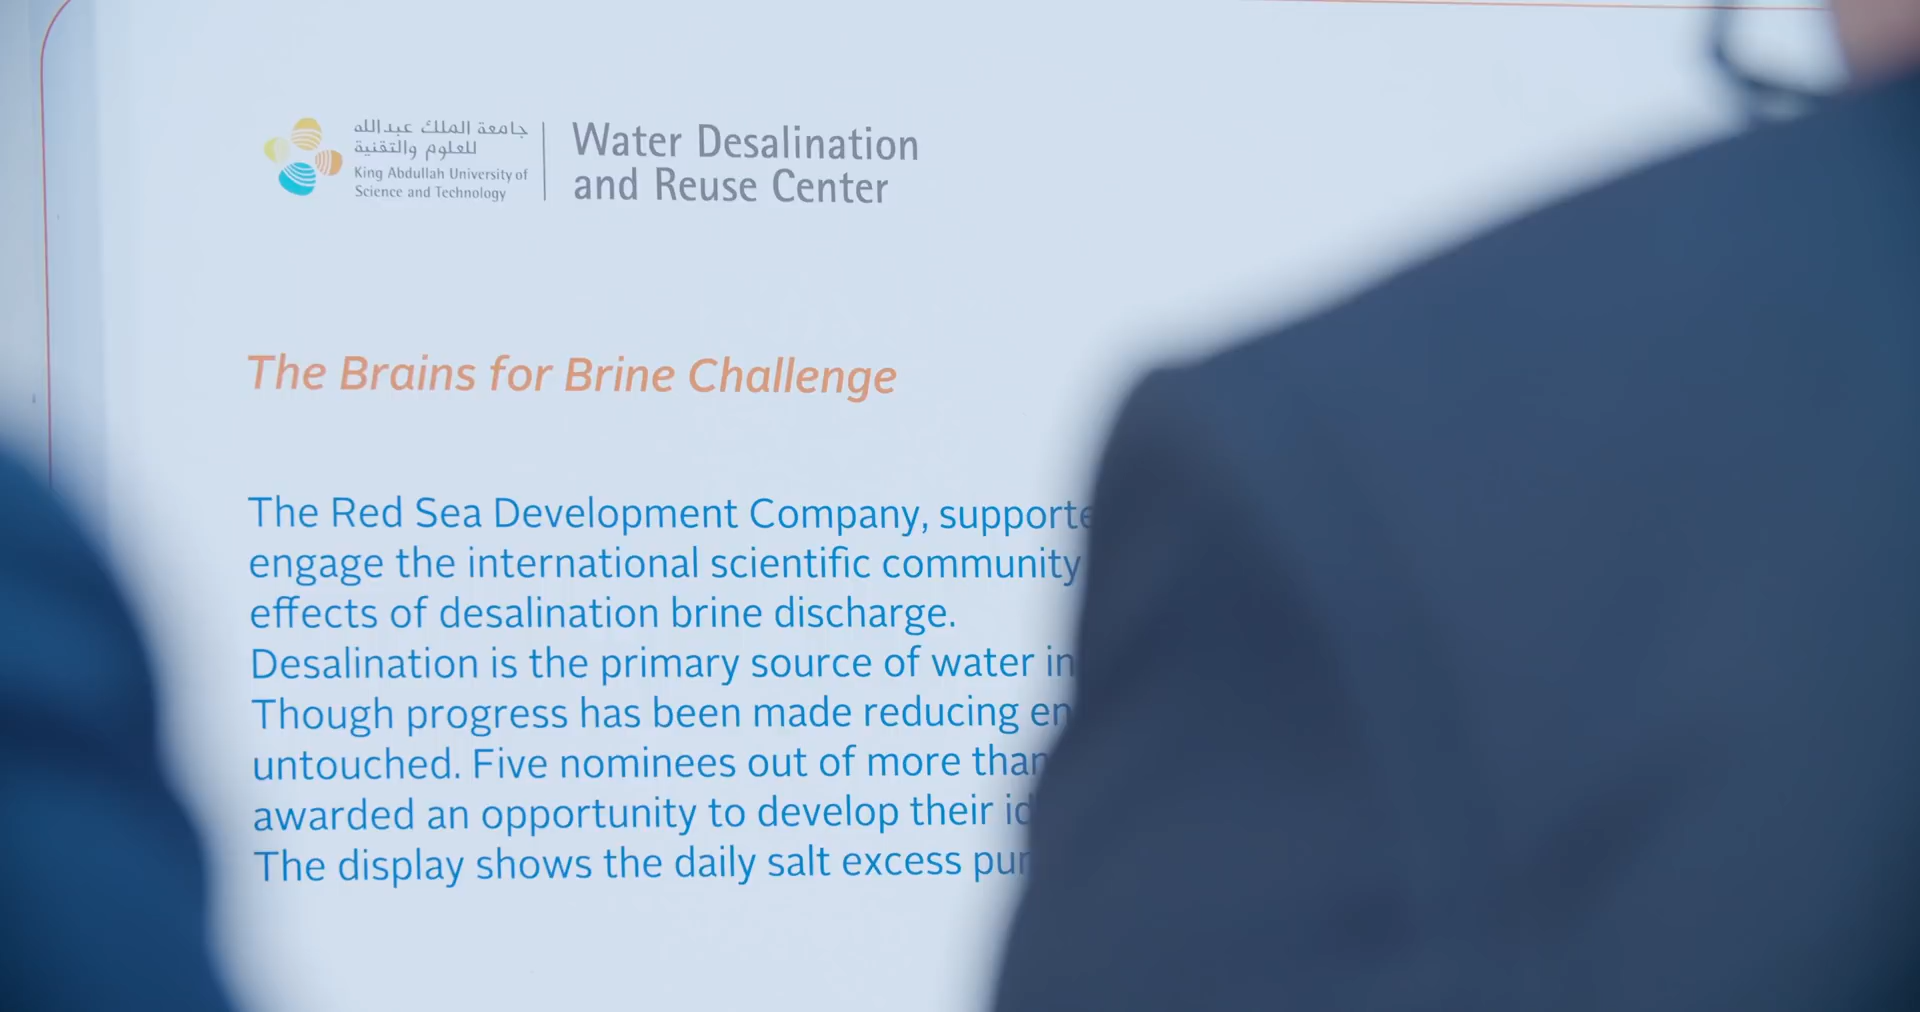 جامعة الملك عبدالله
للعلوم والتقنية
King Abdullah University of
Science and Technology
Water Desalination
and Reuse Center
The Brains for Brine Challenge
The Red Sea Development Company, supporte
engage the international scientific community
effects of desalination brine discharge.
Desalination is the primary source of water in
Though progress has been made reducing en
untouched. Five nominees out of more than
awarded an opportunity to develop their id
The display shows the daily salt excess pur